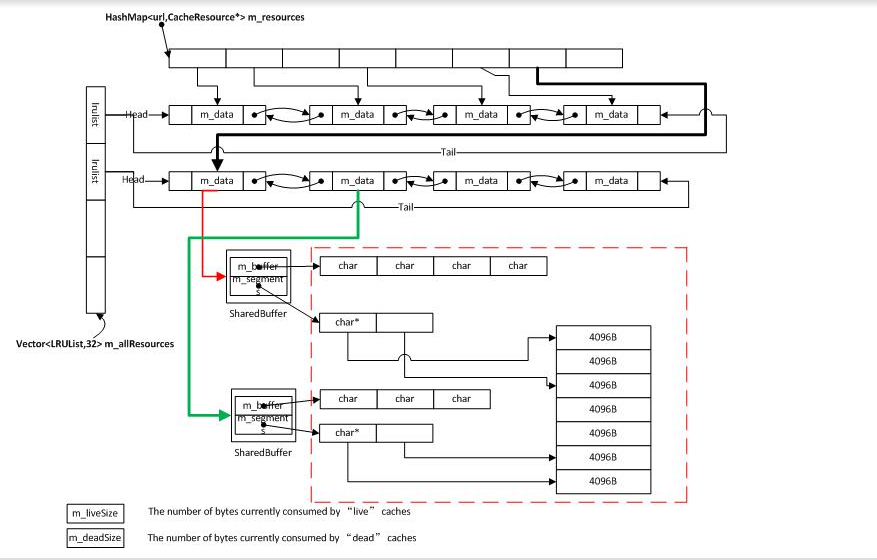 HashMap<url,CacheResource*> m_resources
lrulist
Head
m_data
m_data
m_data
m_data
Tail
lrulist
Head
m_data
m_data
m_data
m_data
Tail
m_buffer
m_segment
s
SharedBuffer
char
char
char
char
char*
Vector<LRUList,32> m_allResources
4096B
4096B
4096B
4096B
4096B
4096B
4096B
m_buffer
m_segment
s
SharedBuffer
char
char
char
char*
m_liveSize
The number of bytes currently consumed by “live” caches
m_deadSize
The number of bytes currently consumed by “dead” caches